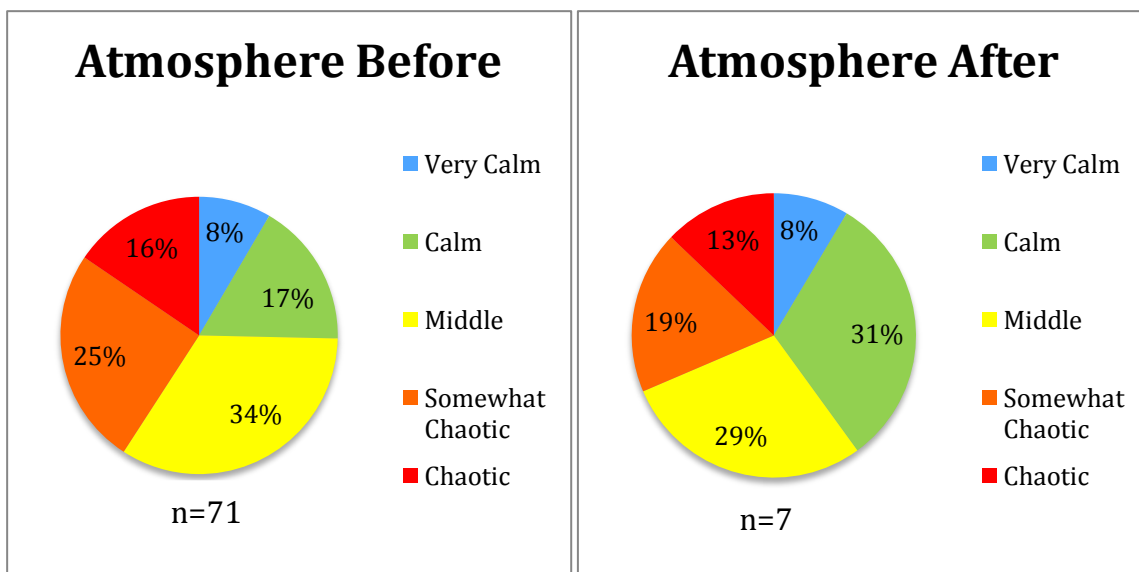 Atmosphere Before
Very Calm
Calm
Middle
Somewhat
Chaotic
Chaotic
8%
17%
34%
25%
16%
n=71
Atmosphere After
Very Calm
Calm
Middle
Somewhat
Chaotic
Chaotic
8%
31%
29%
19%
13%
n=7